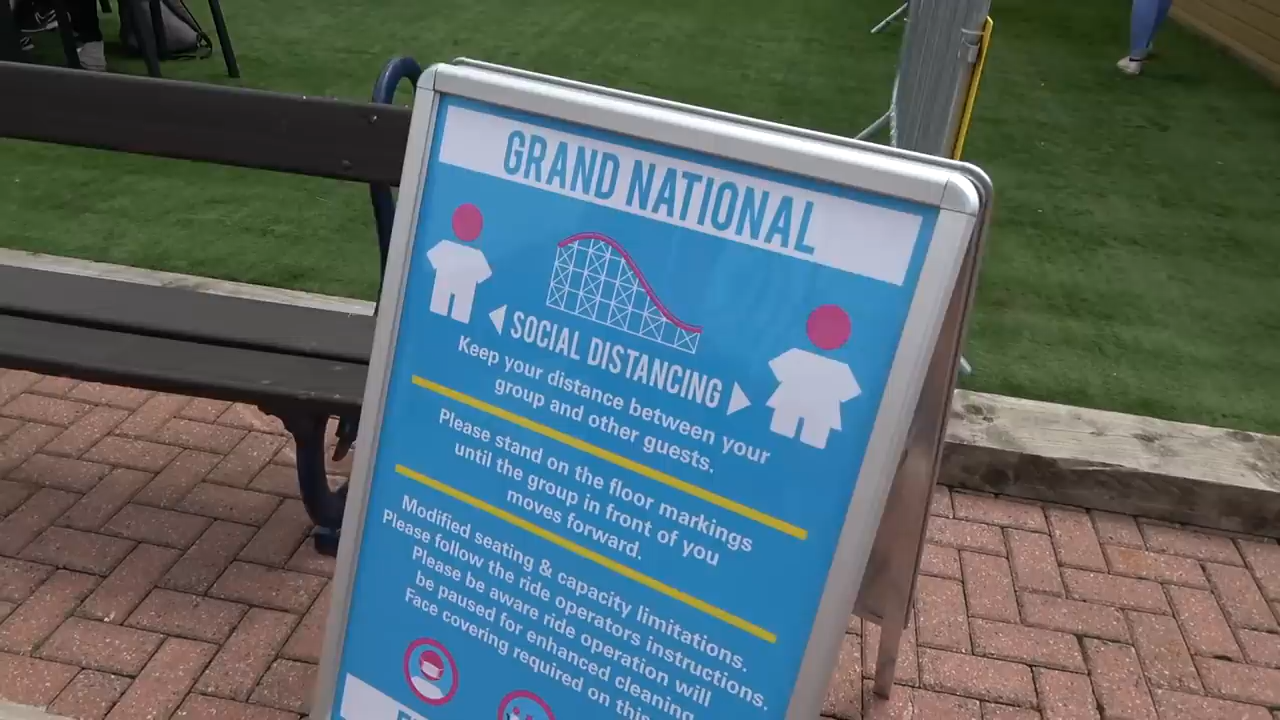 GRAND NATIONAL
SOCIAL DISTANCING
Keep your distance between your
group and other guests.
Please stand on the floor markings
until the group in front of you
moves forward.
Modified seating & capacity limitations.
Please follow the ride operators instructions.
Please be aware ride operation will
be paused for enhanced cleaning
Face covering required on this